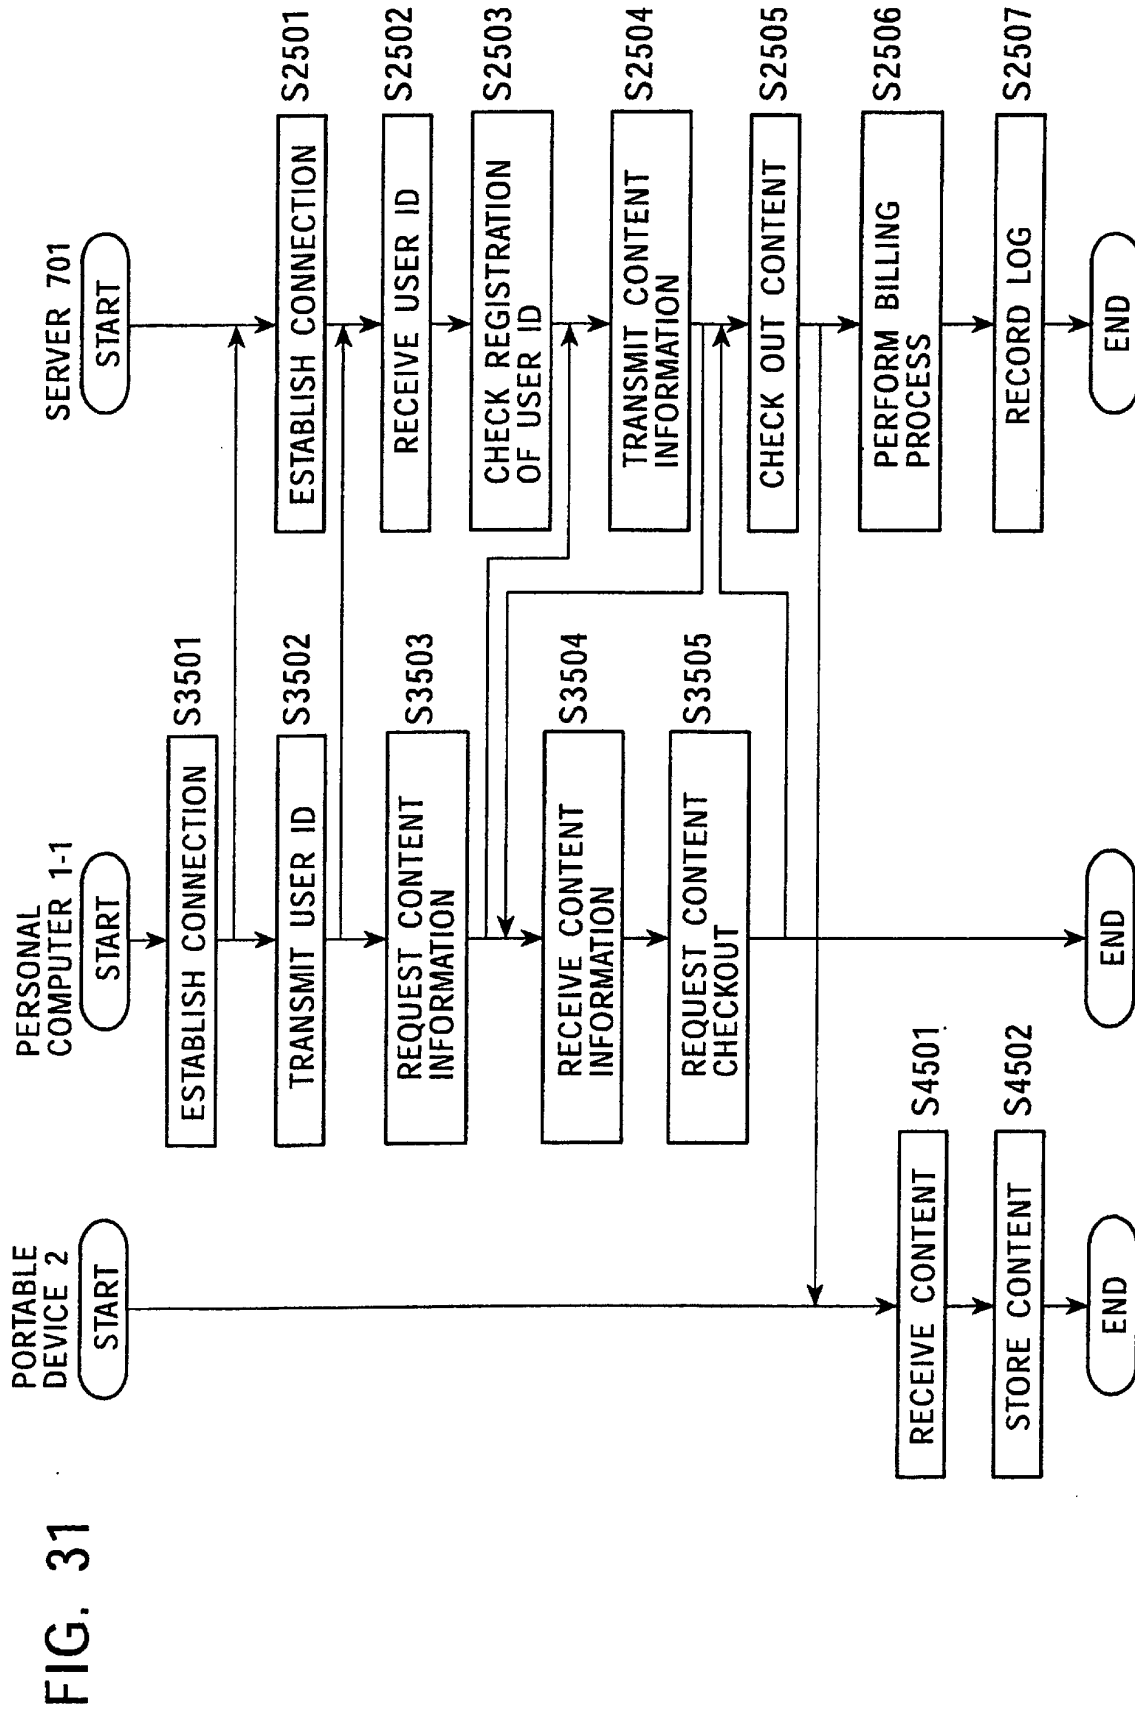 FIG. 31
PORTABLE
DEVICE 2
START
RECEIVE CONTENT
S4501
STORE CONTENT
S4502
END
PERSONAL
COMPUTER 1-1
START
ESTABLISH CONNECTION
S3501
TRANSMIT USER ID
S3502
REQUEST CONTENT
INFORMATION
S3503
RECEIVE CONTENT
INFORMATION
S3504
REQUEST CONTENT
CHECKOUT
S3505
END
SERVER 701
START
ESTABLISH CONNECTION
S2501
RECEIVE USER ID
S2502
CHECK REGISTRATION
OF USER ID
S2503
TRANSMIT CONTENT
INFORMATION
S2504
CHECK OUT CONTENT
S2505
PERFORM BILLING
PROCESS
S2506
RECORD LOG
S2507
END